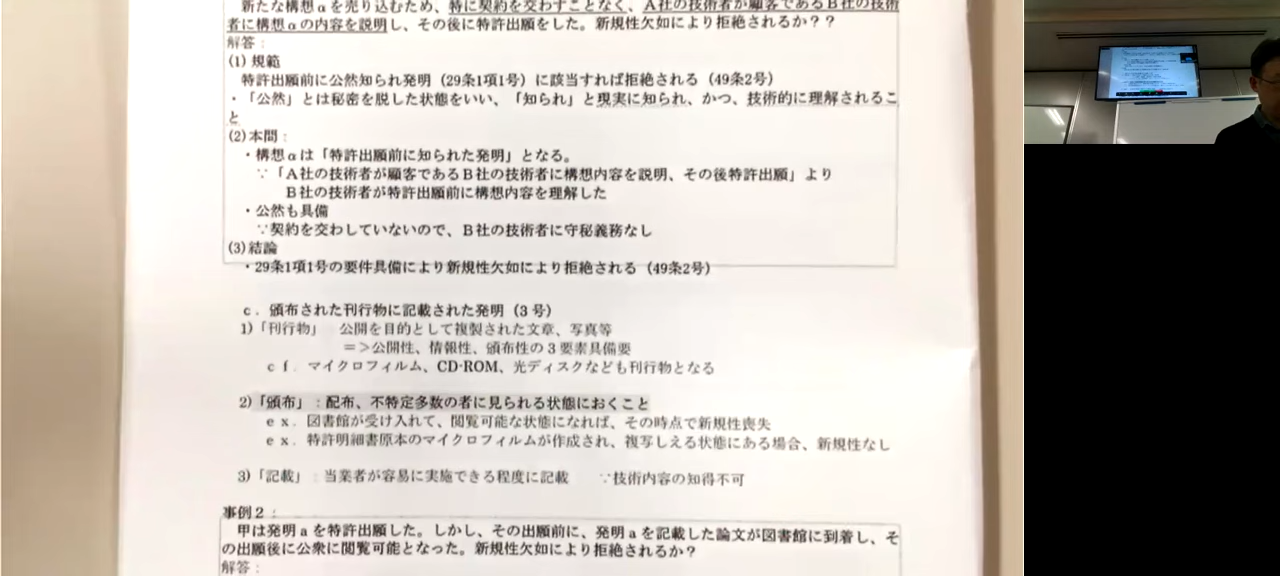 新たな構想αを売り込むため、特に契約を交わすことなく、A社の技術者が顧客であるB社の技術
者に構想αの内容を説明し、その後に特許出願をした。新規性欠如により拒絶されるか??
解答:
(1) 規範
特許出願前に公然知られ発明(29条1項1号)に該当すれば拒絶される(49条2号)
・「公然」とは秘密を脱した状態をいい、「知られ」と現実に知られ、かつ、技術的に理解されるこ
と
(2) 本問:
・構想αは「特許出願前に知られた発明」となる。
∵「A社の技術者が顧客であるB社の技術者に構想内容を説明、その後特許出願」より
B社の技術者が特許出願前に構想内容を理解した
・公然も具備
∵契約を交わしていないので、B社の技術者に守秘義務なし
(3) 結論
・29条1項1号の要件具備により新規性欠如により拒絶される(49条2号)
c.頒布された刊行物に記載された発明(3号)
1)「刊行物」 公開を目的として複製された文章、写真等
=>公開性、情報性、頒布性の3要素具備要
cf.マイクロフィルム、CD-ROM、光ディスクなども刊行物となる
2)「頒布」:配布、不特定多数の者に見られる状態におくこと
ex.図書館が受け入れて、閲覧可能な状態になれば、その時点で新規性喪失
ex.特許明細書原本のマイクロフィルムが作成され、複写しえる状態にある場合、新規性なし
3)「記載」:当業者が容易に実施できる程度に記載 ∵技術内容の知得不可
事例2:
甲は発明aを特許出願した。しかし、その出願前に、発明aを記載した論文が図書館に到着し、そ
の出願後に公衆に閲覧可能となった。新規性欠如により拒絶されるか?
解答: